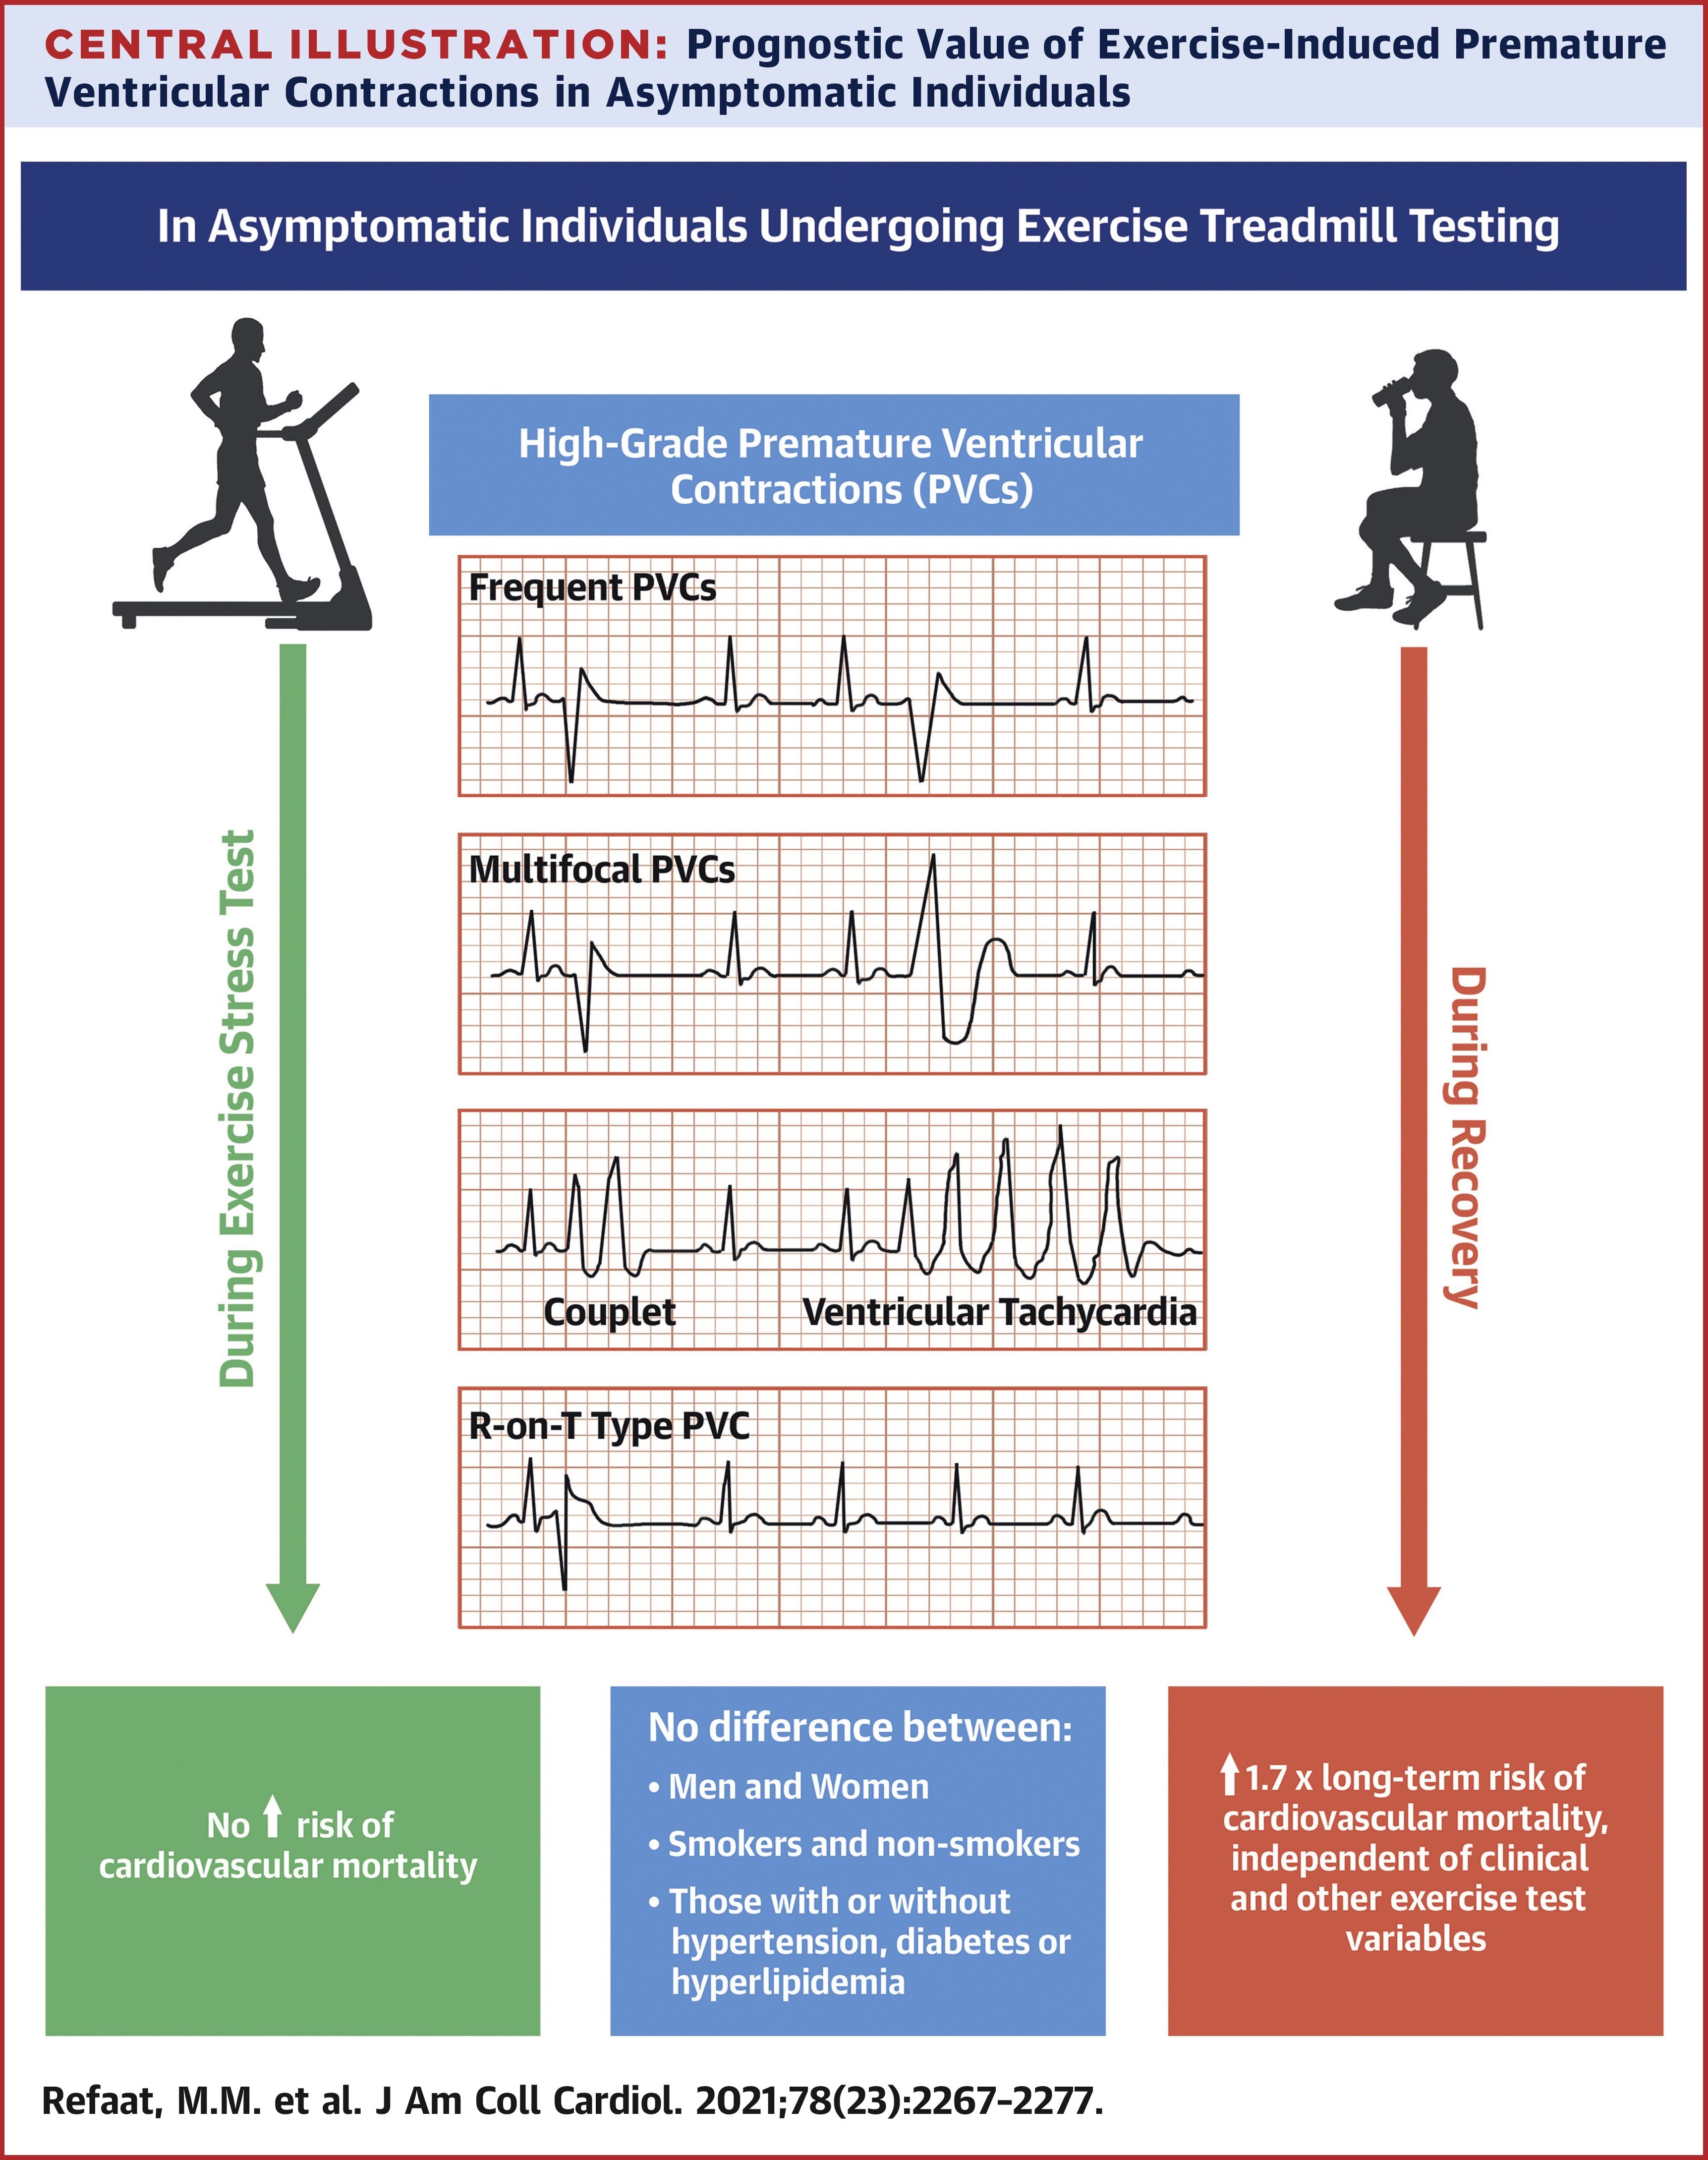 CENTRAL ILLUSTRATION: Prognostic Value of Exercise-Induced Premature
Ventricular Contractions in Asymptomatic Individuals
In Asymptomatic Individuals Undergoing Exercise Treadmill Testing
High-Grade Premature Ventricular
Contractions (PVCs)
Frequent PVCs
Multifocal PVCs
Couplet
Ventricular Tachycardia
R-on-T Type PVC
During Exercise Stress Test
During Recovery
No ↑ risk of
cardiovascular mortality
No difference between:
• Men and Women
• Smokers and non-smokers
• Those with or without
hypertension, diabetes or
hyperlipidemia
↑1.7 x long-term risk of
cardiovascular mortality,
independent of clinical
and other exercise test
variables
Refaat, M.M. et al. J Am Coll Cardiol. 2021;78(23):2267–2277.